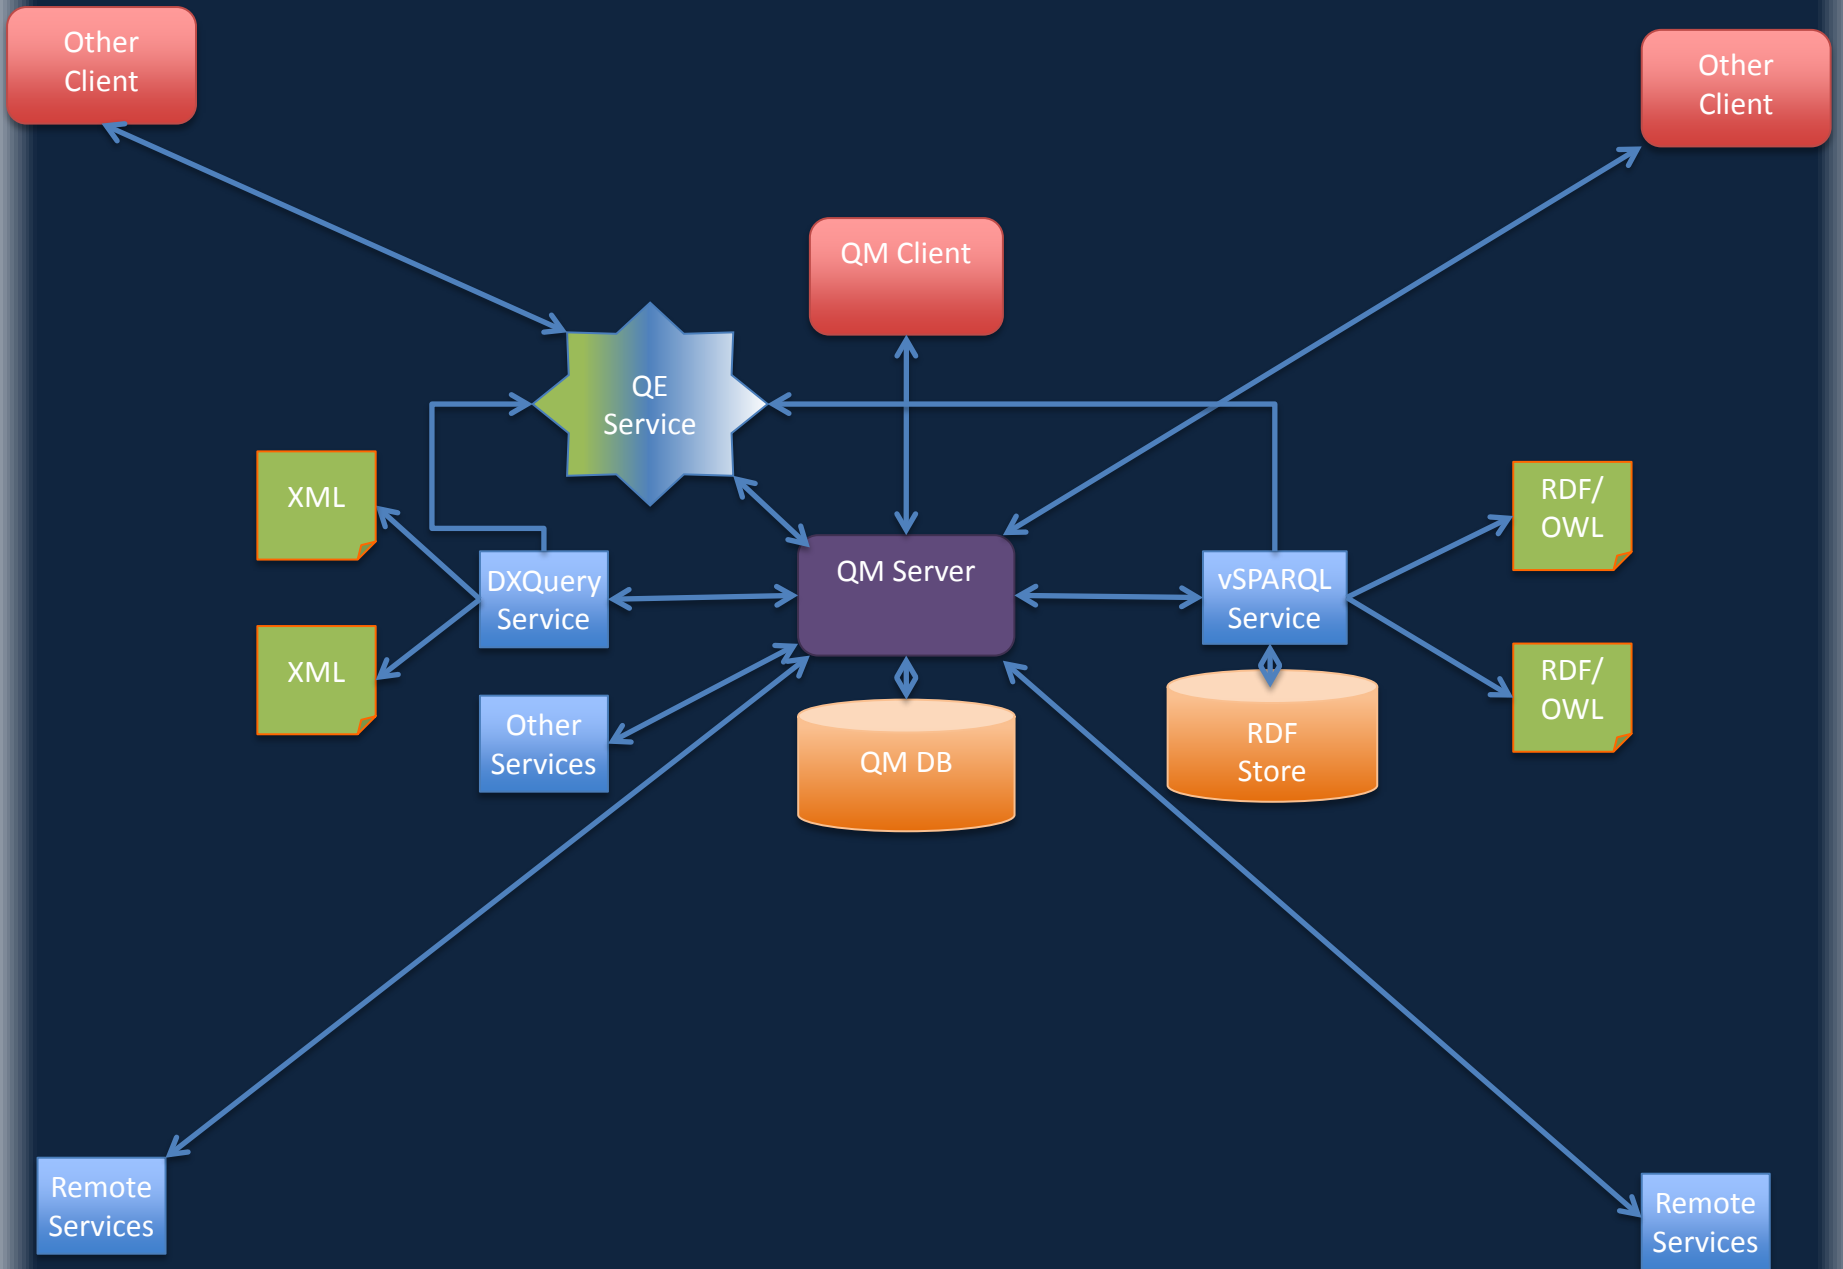 Other
Client
Other
Client
QM Client
QE
Service
XML
RDF/
OWL
DXQuery
Service
QM Server
vSPARQL
Service
XML
RDF/
OWL
Other
Services
QM DB
RDF
Store
Remote
Services
Remote
Services